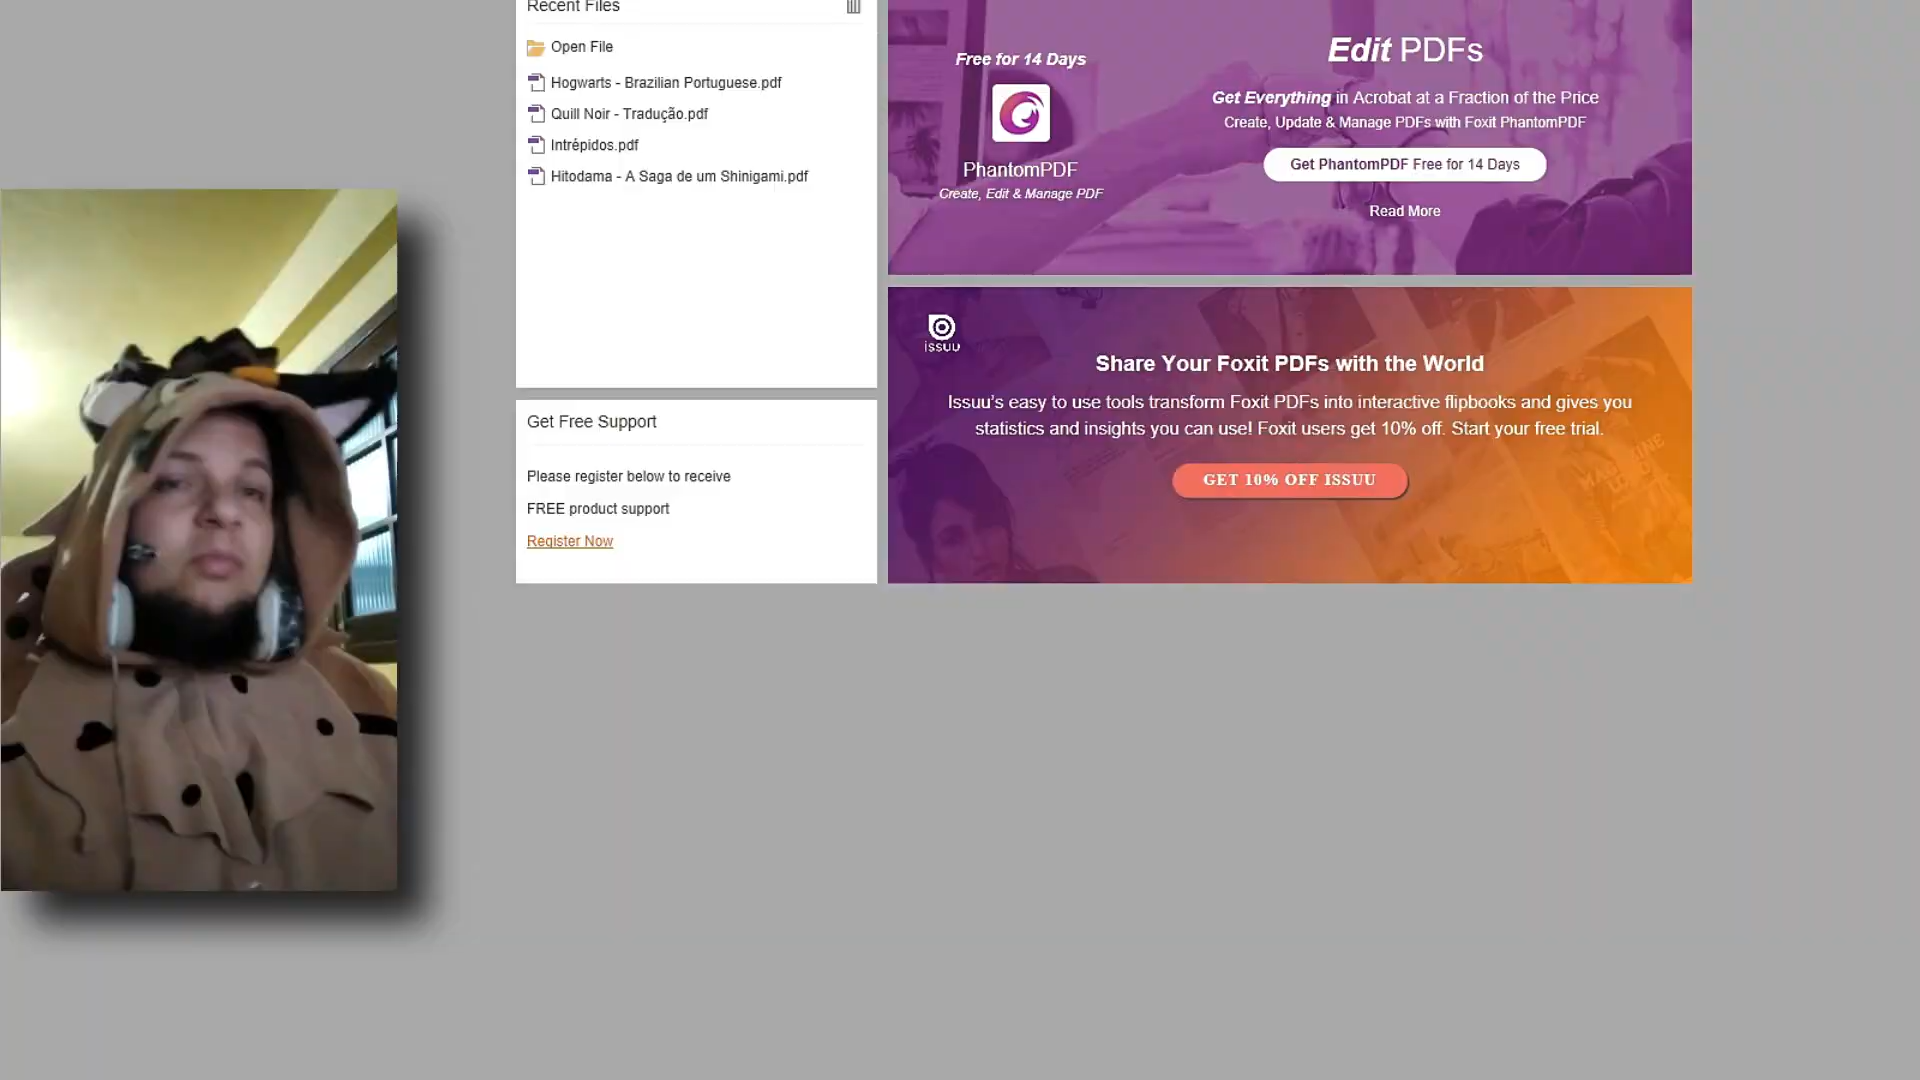 Recent Files
Open File
Hogwarts - Brazilian Portuguese.pdf
Quill Noir - Tradução.pdf
Intrépidos.pdf
Hitodama - A Saga de um Shinigami.pdf
Get Free Support
Please register below to receive
FREE product support
Register Now
Free for 14 Days
PhantomPDF
Create, Edit & Manage PDF
Edit PDFs
Get Everything in Acrobat at a Fraction of the Price
Create, Update & Manage PDFs with Foxit PhantomPDF
Get PhantomPDF Free for 14 Days
Read More
issuu
Share Your Foxit PDFs with the World
Issuu's easy to use tools transform Foxit PDFs into interactive flipbooks and gives you
statistics and insights you can use! Foxit users get 10% off. Start your free trial.
GET 10% OFF ISSUU